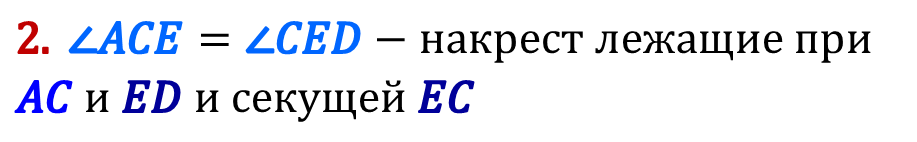 2. ∠ACE = ∠CED − накрест лежащие при
AC и ED и секущей EC